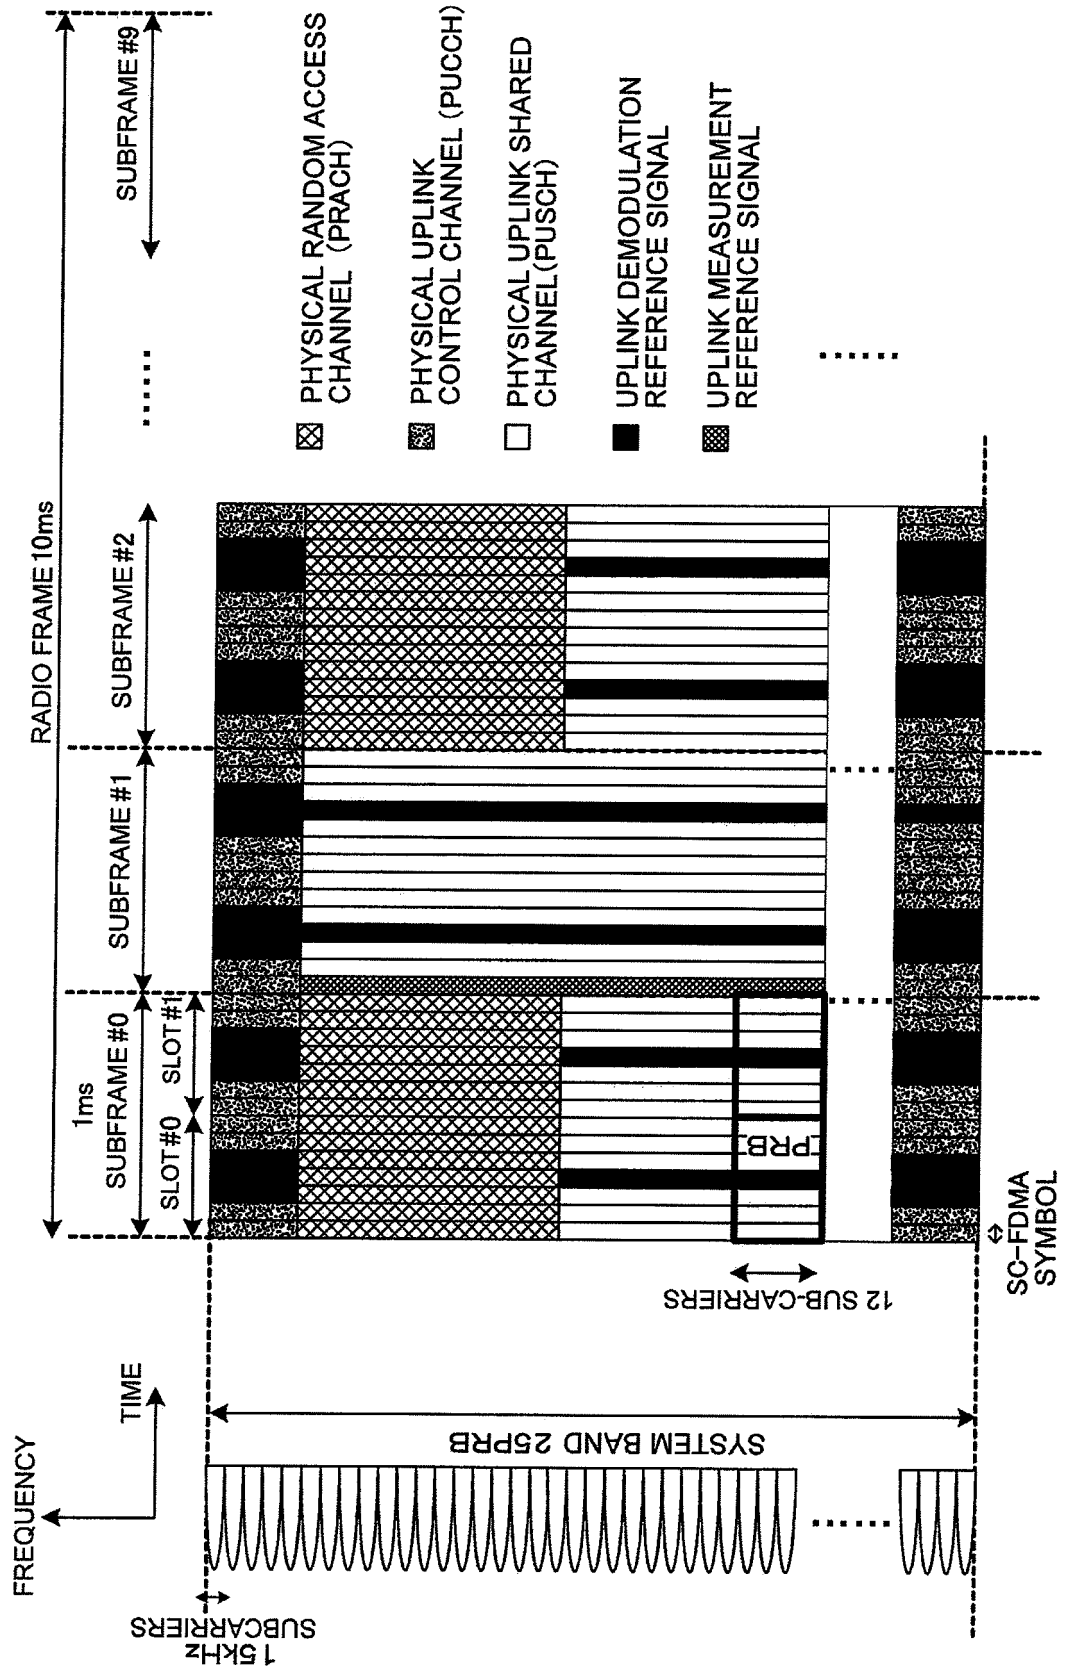 RADIO FRAME 10ms
1ms
SUBFRAME #0
SUBFRAME #1
SUBFRAME #2
SUBFRAME #9
SLOT #0
SLOT #1
FREQUENCY
TIME
15kHz
SUBCARRIERS
SYSTEM BAND 25PRB
12 SUB-CARRIERS
PRB
SC-FDMA
SYMBOL
PHYSICAL RANDOM ACCESS
CHANNEL (PRACH)
PHYSICAL UPLINK
CONTROL CHANNEL (PUCCH)
PHYSICAL UPLINK SHARED
CHANNEL(PUSCH)
UPLINK DEMODULATION
REFERENCE SIGNAL
UPLINK MEASUREMENT
REFERENCE SIGNAL